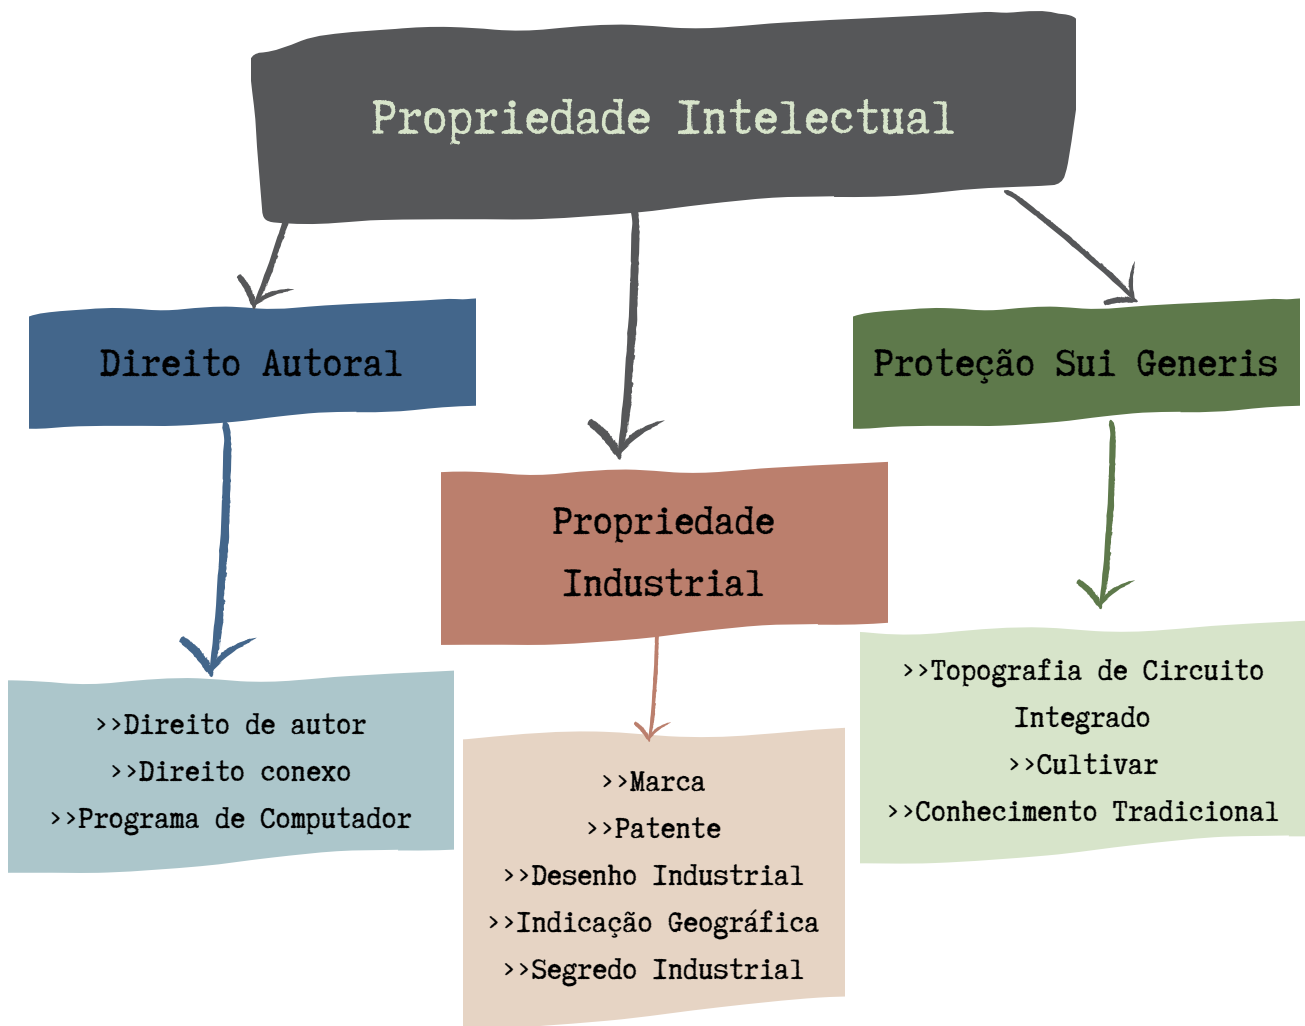 Propriedade Intelectual
Direito Autoral
>>Direito de autor
>>Direito conexo
>>Programa de Computador
Propriedade
Industrial
>>Marca
>>Patente
>>Desenho Industrial
>>Indicação Geográfica
>>Segredo Industrial
Proteção Sui Generis
>>Topografia de Circuito
Integrado
>>Cultivar
>>Conhecimento Tradicional